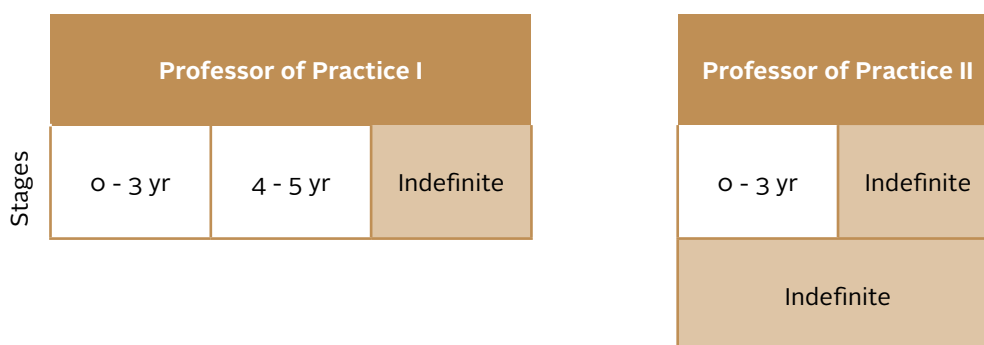 Professor of Practice I
Professor of Practice II
Stages
0 - 3 yr
4 - 5 yr
Indefinite
0 - 3 yr
Indefinite
Indefinite